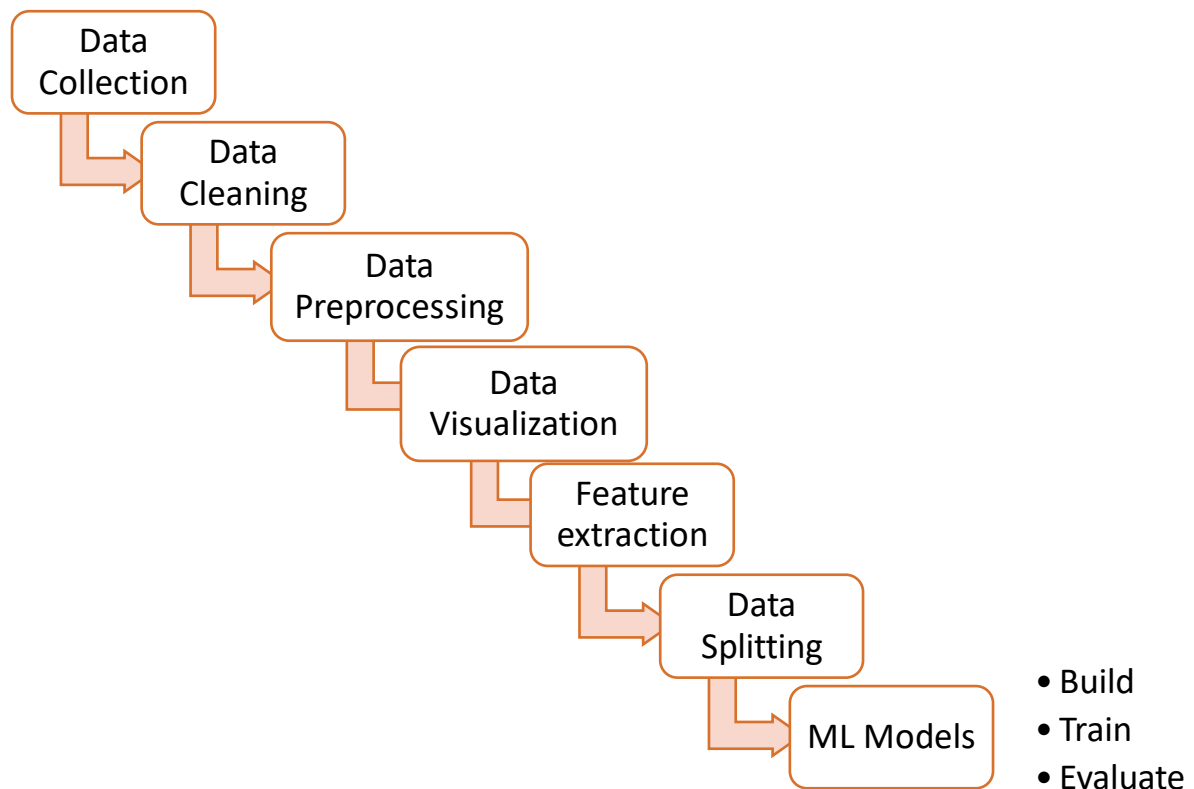 Data
Collection
Data
Cleaning
Data
Preprocessing
Data
Visualization
Feature
extraction
Data
Splitting
ML Models
• Build
• Train
• Evaluate